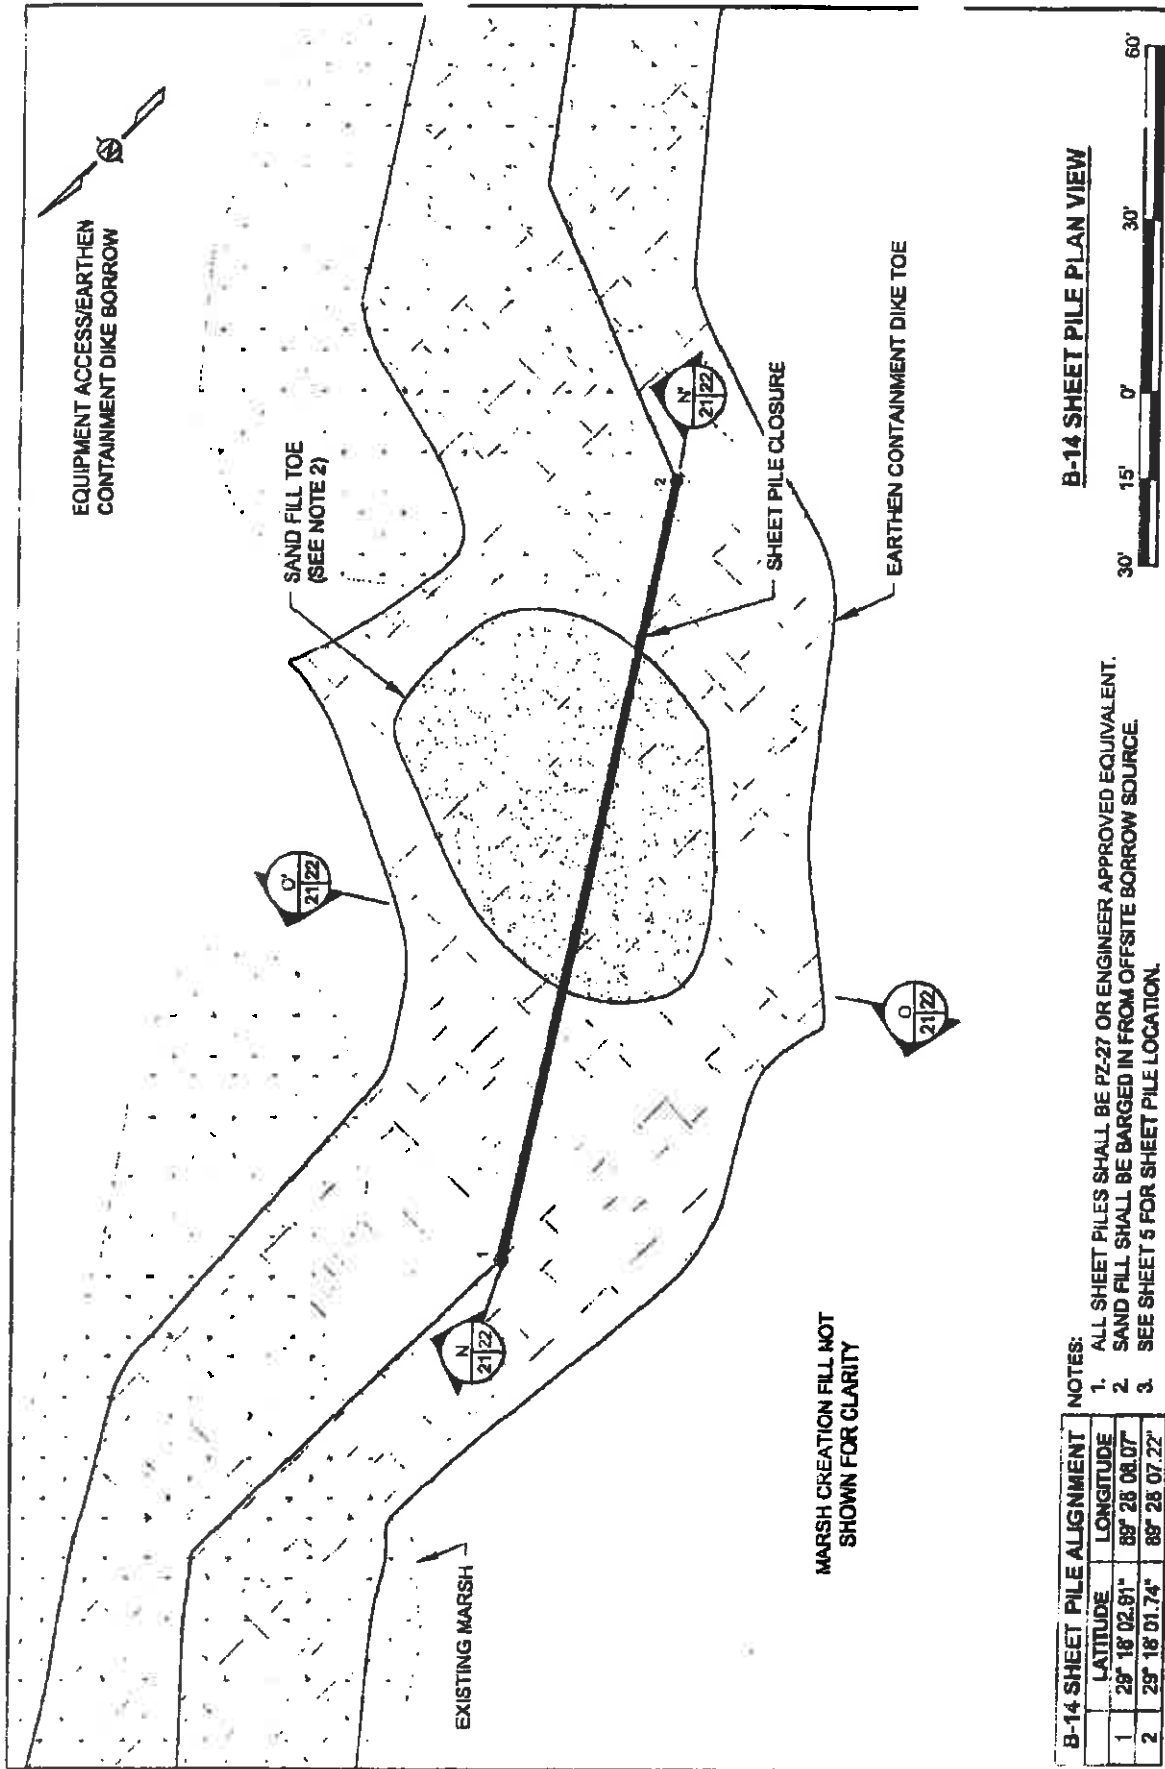 EQUIPMENT ACCESS/EARTHEN
CONTAINMENT DIKE BORROW
N
SAND FILL TOE
(SEE NOTE 2)
O'
21 22
N'
21 22
2
SHEET PILE CLOSURE
EARTHEN CONTAINMENT DIKE TOE
1
N
21 22
O
21 22
EXISTING MARSH
MARSH CREATION FILL NOT
SHOWN FOR CLARITY
B-14 SHEET PILE PLAN VIEW
30' 15' 0' 30' 60'
B-14 SHEET PILE ALIGNMENT
LATITUDE LONGITUDE
1 29° 18' 02.91" 89° 28' 08.07"
2 29° 18' 01.74" 89° 28' 07.22"
NOTES:
1. ALL SHEET PILES SHALL BE PZ-27 OR ENGINEER APPROVED EQUIVALENT.
2. SAND FILL SHALL BE BARGED IN FROM OFFSITE BORROW SOURCE.
3. SEE SHEET 5 FOR SHEET PILE LOCATION.